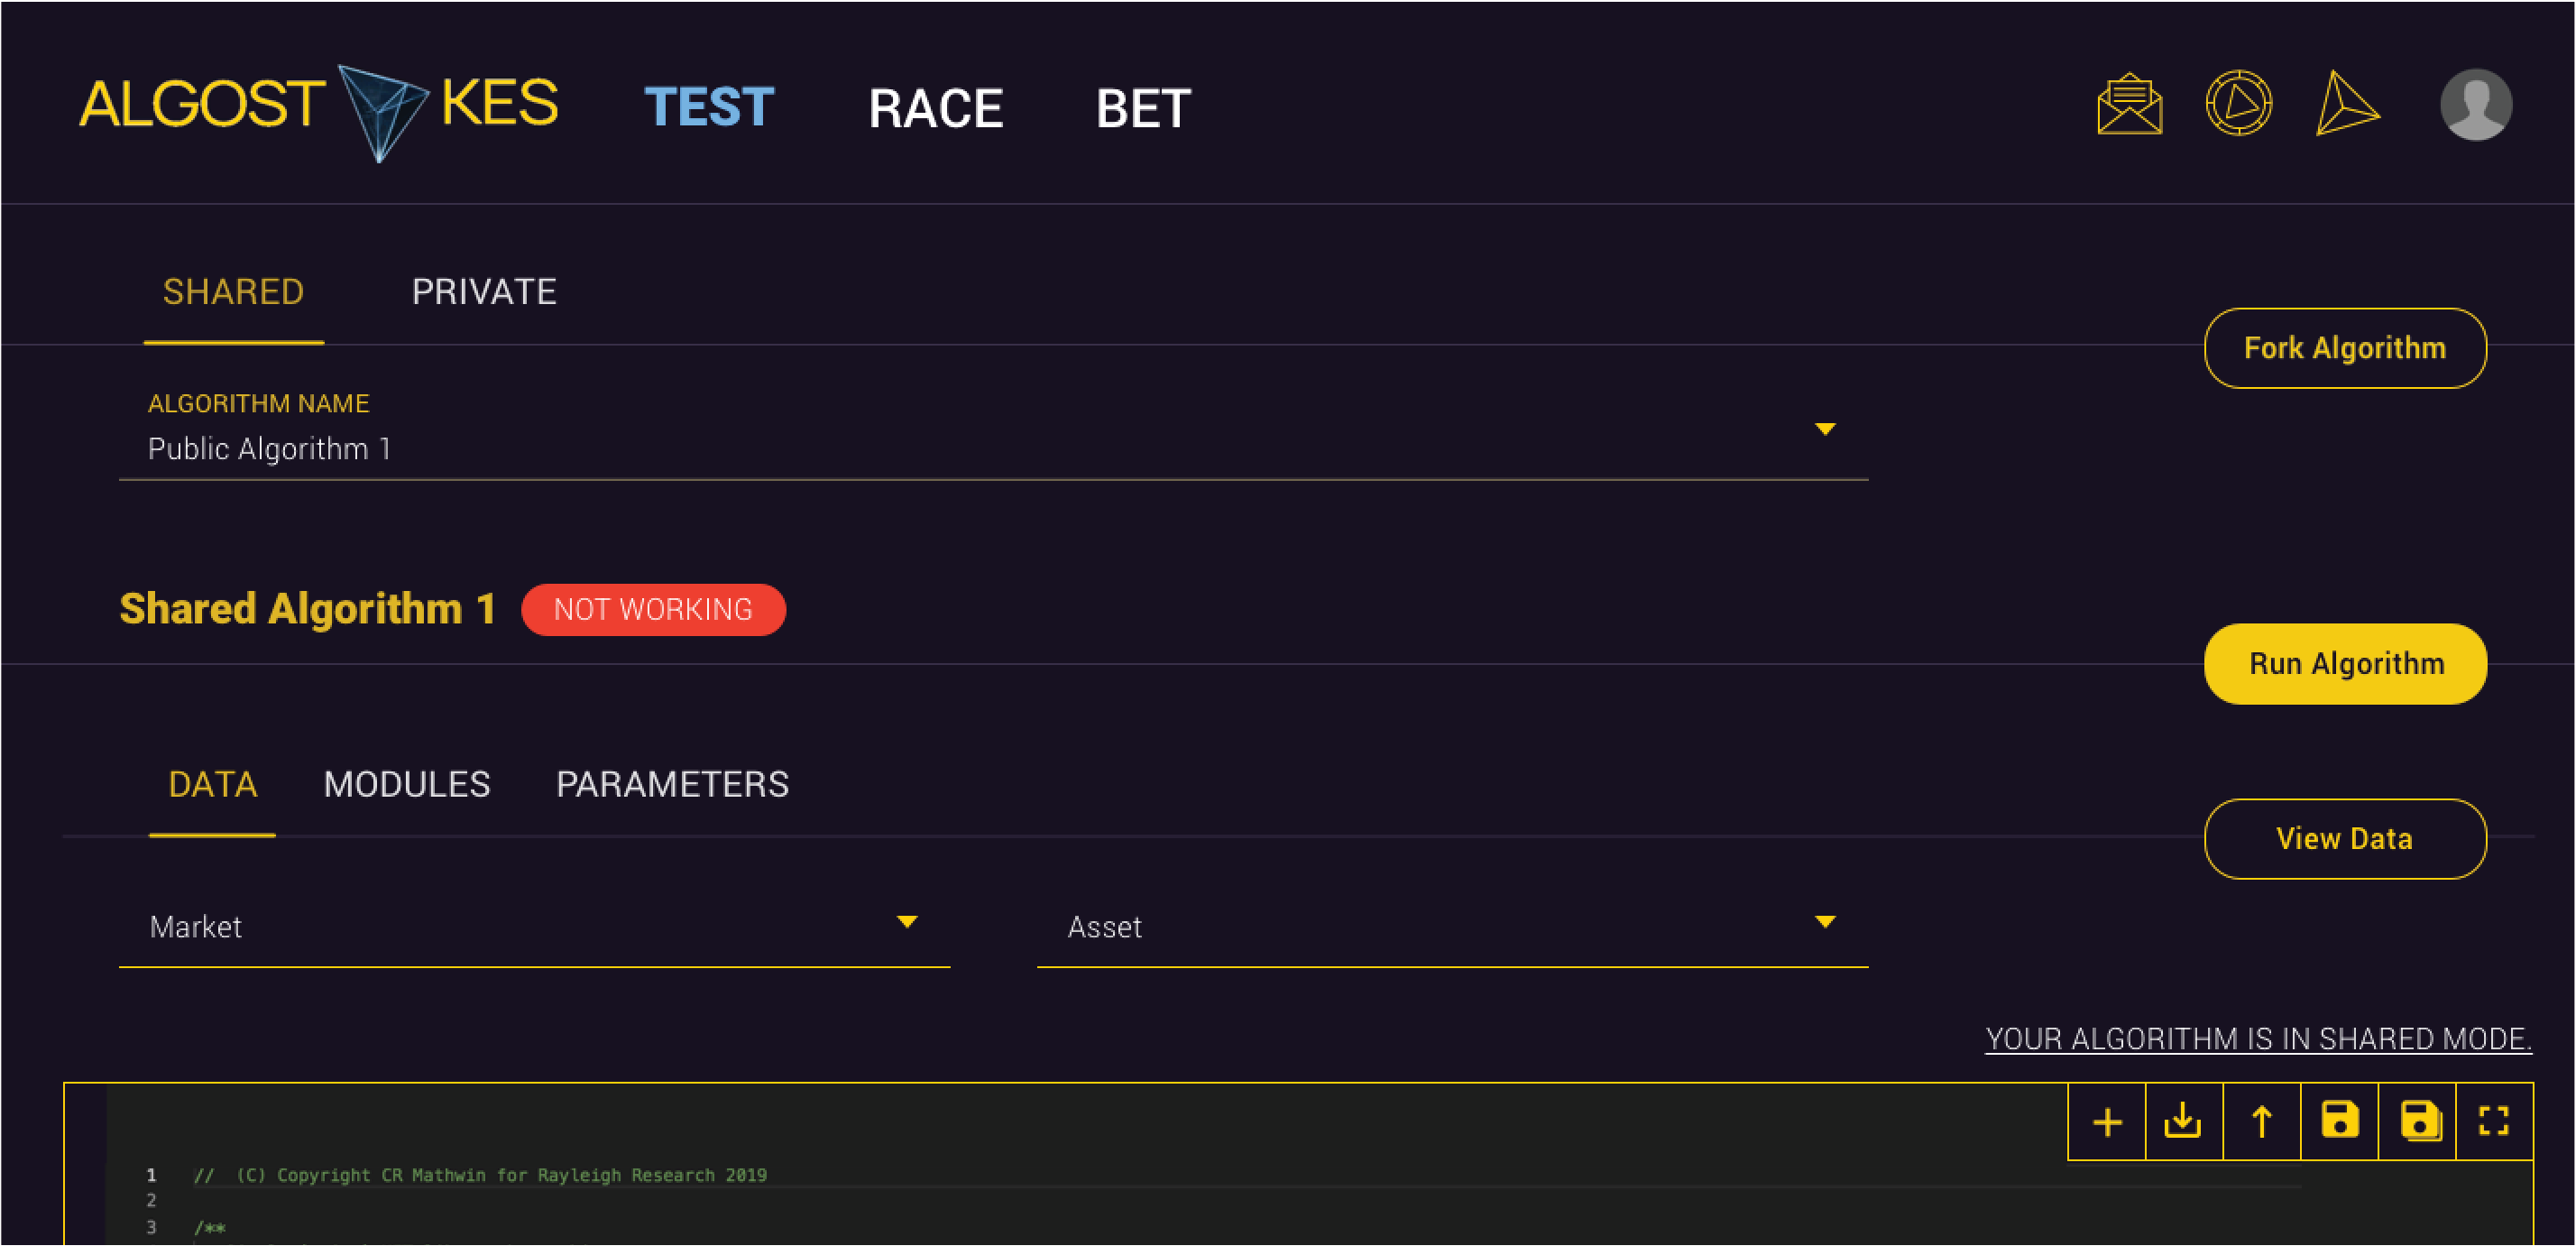 ALGOST KES TEST RACE BET
SHARED PRIVATE
Fork Algorithm
ALGORITHM NAME
Public Algorithm 1
Shared Algorithm 1 NOT WORKING
Run Algorithm
DATA MODULES PARAMETERS
View Data
Market Asset
YOUR ALGORITHM IS IN SHARED MODE.
1 // (C) Copyright CR Mathwin for Rayleigh Research 2019
2
3 /**